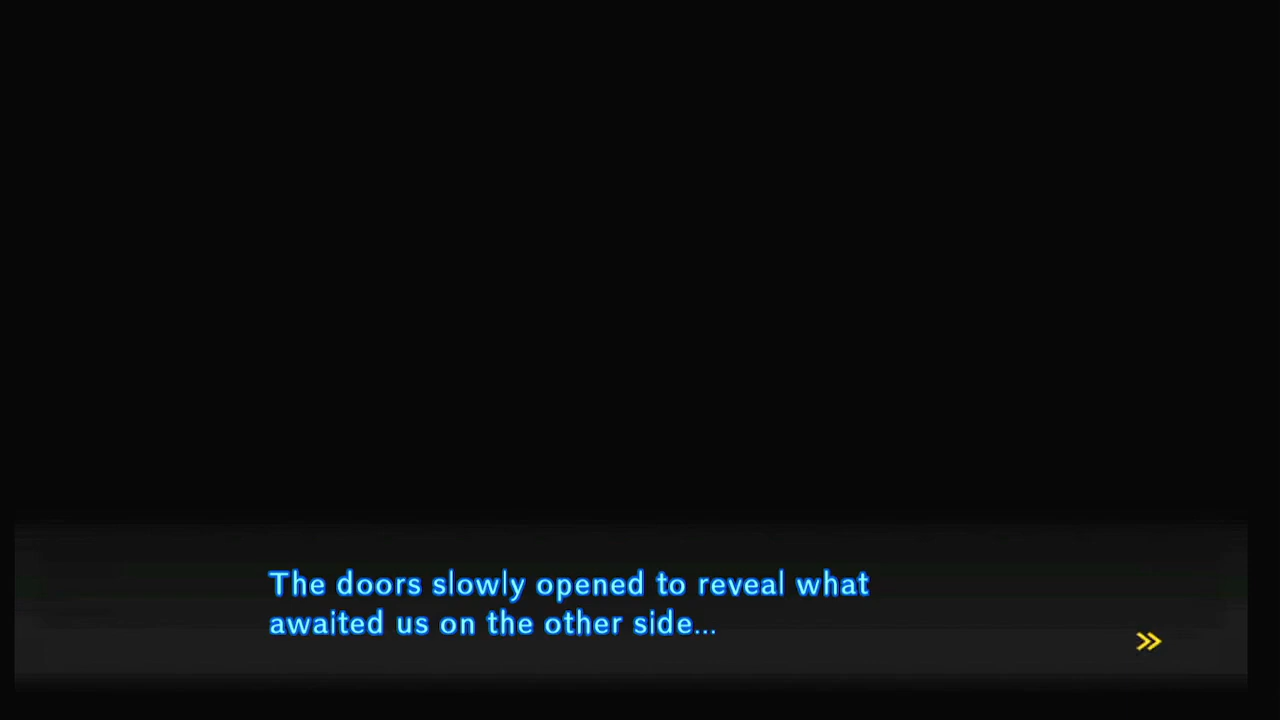 The doors slowly opened to reveal what
awaited us on the other side...